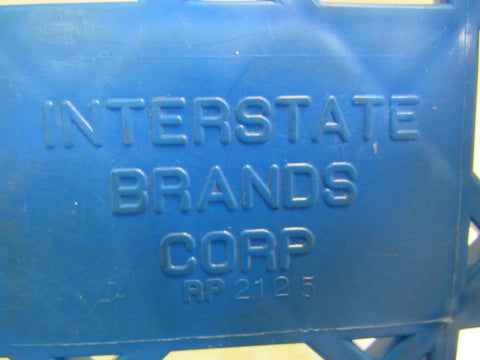 INTERSTATE
BRANDS
CORP
RP 2125